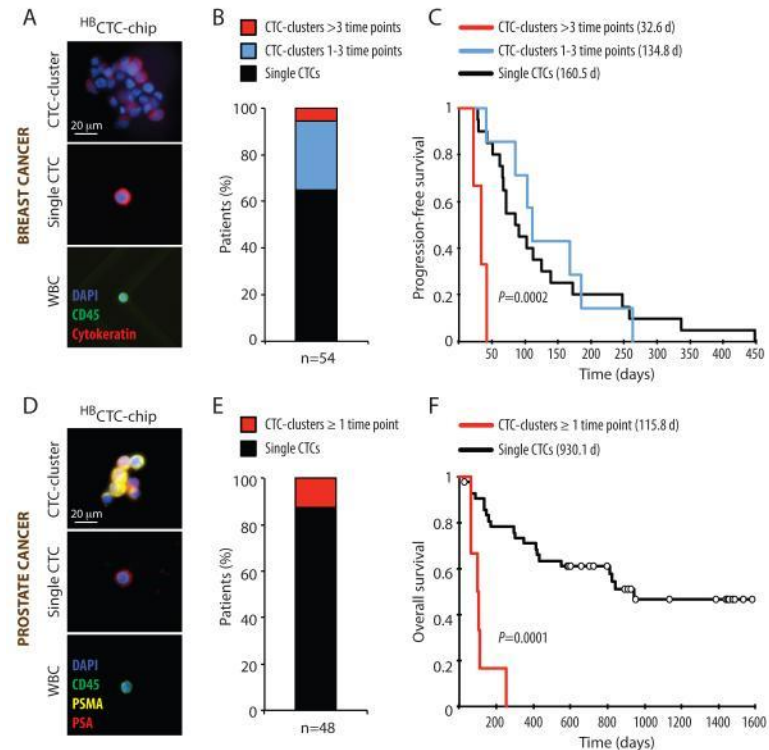 A
HBCTC-chip
BREAST CANCER
CTC-cluster
20 μm
Single CTC
WBC
DAPI
CD45
Cytokeratin
B
CTC-clusters >3 time points
CTC-clusters 1-3 time points
Single CTCs
Patients (%)
100
80
60
40
20
0
n=54
C
CTC-clusters >3 time points (32.6 d)
CTC-clusters 1-3 time points (134.8 d)
Single CTCs (160.5 d)
Progression-free survival
1
0.8
0.6
0.4
0.2
0
P=0.0002
50 100 150 200 250 300 350 400 450
Time (days)
D
HBCTC-chip
PROSTATE CANCER
CTC-cluster
20 μm
Single CTC
WBC
DAPI
CD45
PSMA
PSA
E
CTC-clusters ≥ 1 time point
Single CTCs
Patients (%)
100
80
60
40
20
0
n=48
F
CTC-clusters ≥ 1 time point (115.8 d)
Single CTCs (930.1 d)
Overall survival
1
0.8
0.6
0.4
0.2
0
P=0.0001
200 400 600 800 1000 1200 1400 1600
Time (days)